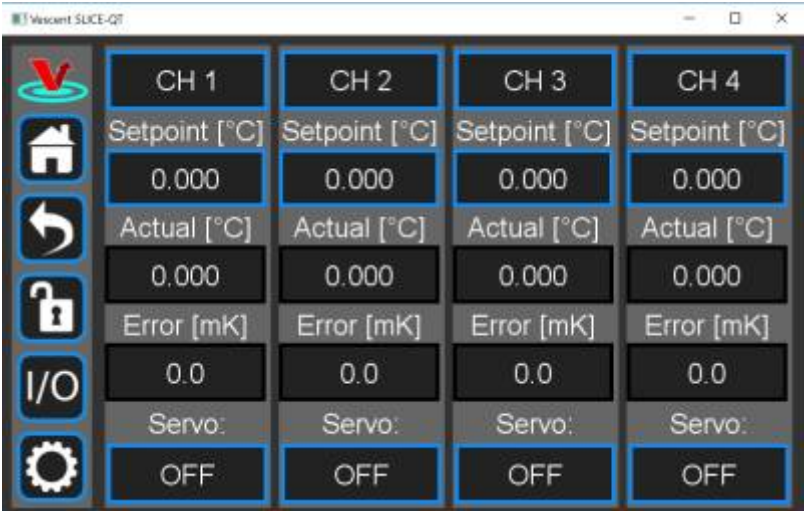 Vescent SLICE-QT
CH 1 CH 2 CH 3 CH 4
Setpoint [°C] Setpoint [°C] Setpoint [°C] Setpoint [°C]
0.000 0.000 0.000 0.000
Actual [°C] Actual [°C] Actual [°C] Actual [°C]
0.000 0.000 0.000 0.000
Error [mK] Error [mK] Error [mK] Error [mK]
I/O 0.0 0.0 0.0 0.0
Servo: Servo: Servo: Servo:
OFF OFF OFF OFF